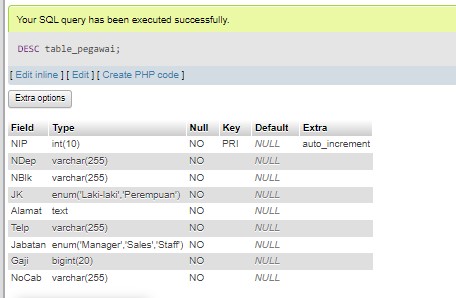 Your SQL query has been executed successfully.
DESC table_pegawai;
[ Edit inline ] [ Edit ] [ Create PHP code ]
Extra options
Field Type Null Key Default Extra
NIP int(10) NO PRI NULL auto_increment
NDep varchar(255) NO NULL
NBlk varchar(255) NO NULL
JK enum('Laki-laki','Perempuan') NO NULL
Alamat text NO NULL
Telp varchar(255) NO NULL
Jabatan enum('Manager','Sales','Staff') NO NULL
Gaji bigint(20) NO NULL
NoCab varchar(255) NO NULL